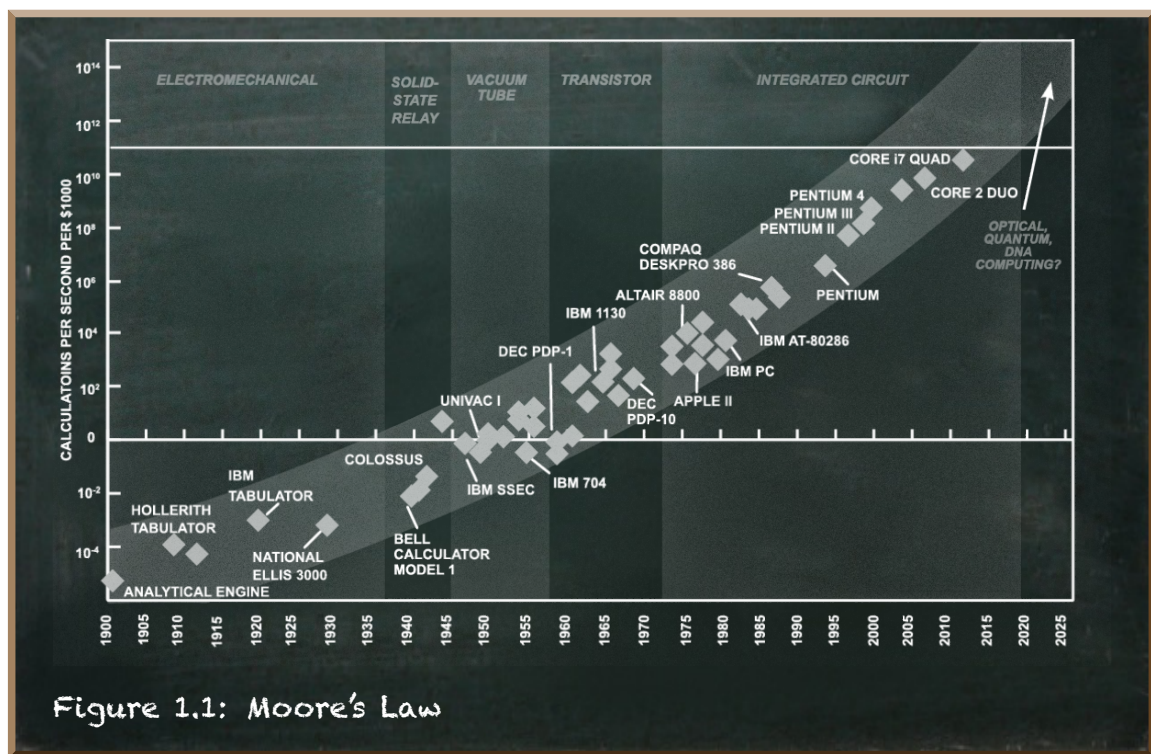 ELECTROMECHANICAL
SOLID-
STATE
RELAY
VACUUM
TUBE
TRANSISTOR
INTEGRATED CIRCUIT
CALCULATOINS PER SECOND PER $1000
10¹⁴
10¹²
10¹⁰
10⁸
10⁶
10⁴
10²
0
10⁻²
10⁻⁴
CORE i7 QUAD
CORE 2 DUO
PENTIUM 4
PENTIUM III
PENTIUM II
OPTICAL,
QUANTUM,
DNA
COMPUTING?
COMPAQ
DESKPRO 386
PENTIUM
ALTAIR 8800
IBM 1130
IBM AT-80286
DEC PDP-1
IBM PC
UNIVAC I
DEC
PDP-10
APPLE II
COLOSSUS
IBM
TABULATOR
IBM SSEC
IBM 704
HOLLERITH
TABULATOR
NATIONAL
ELLIS 3000
BELL
CALCULATOR
MODEL 1
ANALYTICAL ENGINE
1900
1905
1910
1920
1925
1930
1935
1940
1945
1950
1955
1960
1965
1970
1975
1980
1985
1990
1995
2000
2005
2010
2015
2020
2025
Figure 1.1: Moore's Law